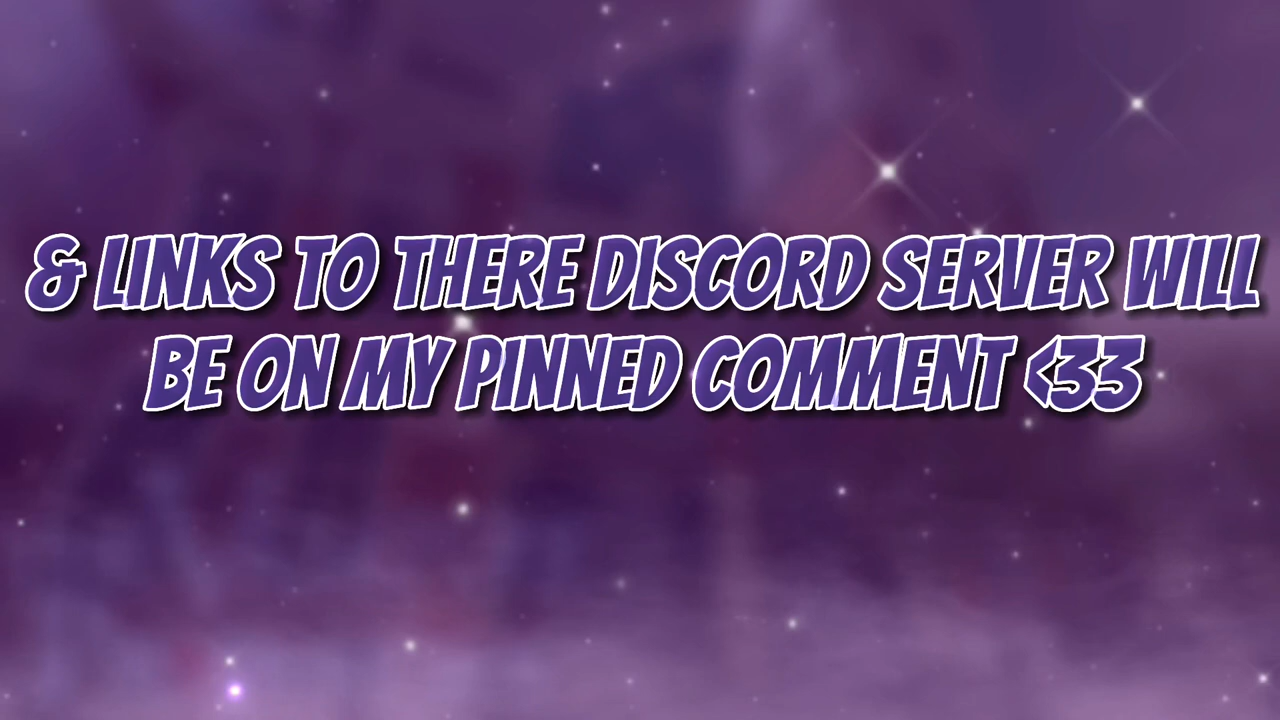 & LINKS TO THERE DISCORD SERVER WILL
BE ON MY PINNED COMMENT <33